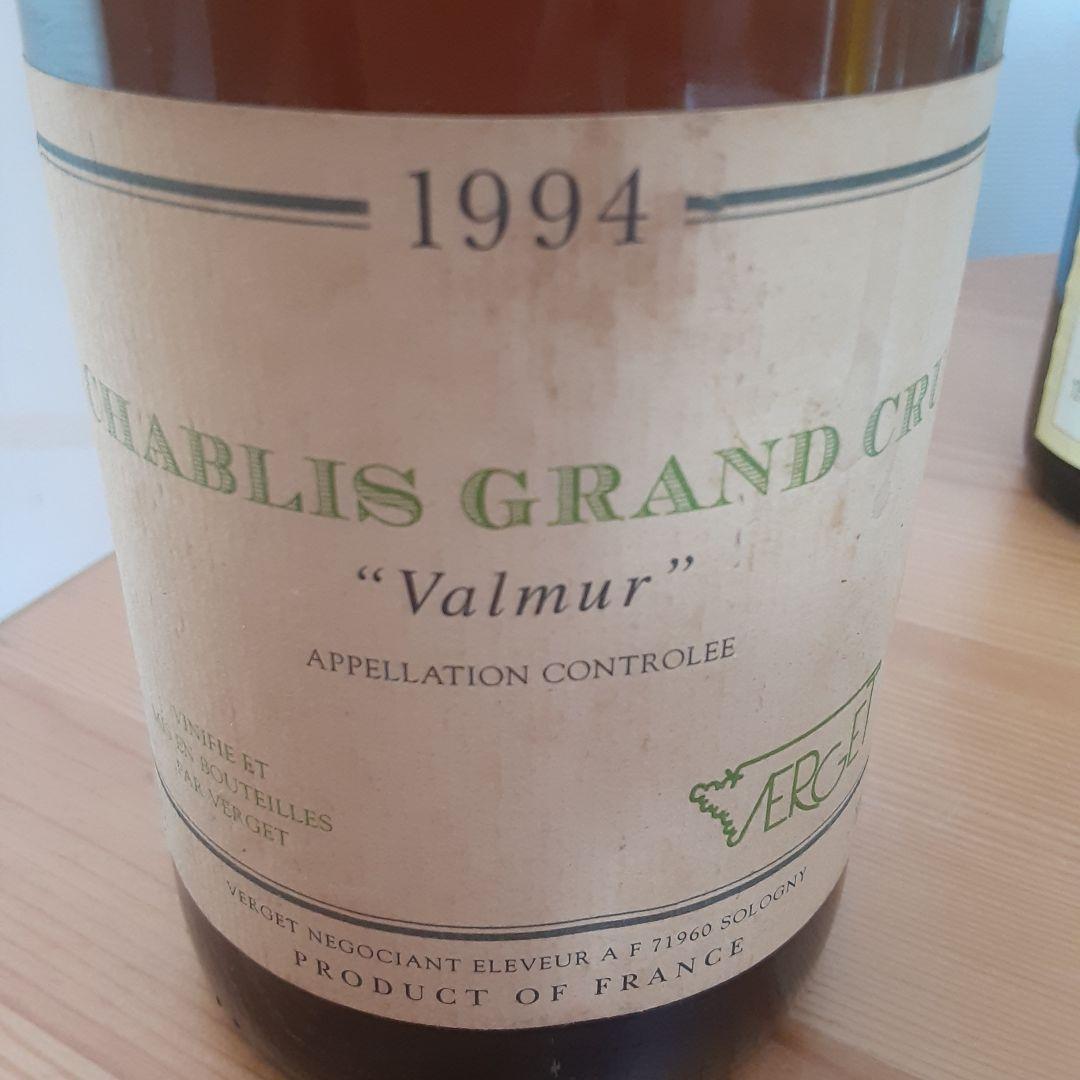 1994
CHABLIS GRAND CRU
“Valmur”
APPELLATION CONTROLEE
VINIFIE ET
MIS EN BOUTEILLES
PAR VERGET
VERGET
VERGET NEGOCIANT ELEVEUR A F 71960 SOLOGNY
PRODUCT OF FRANCE